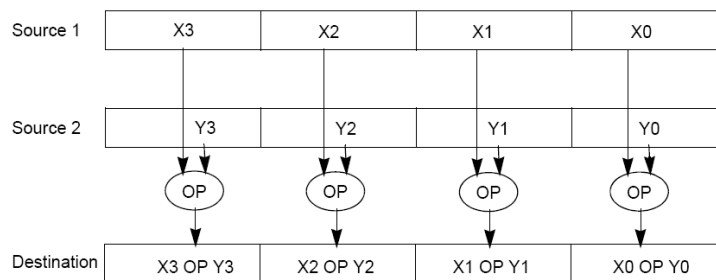 Source 1 X3 X2 X1 X0
Source 2 Y3 Y2 Y1 Y0
OP OP OP OP
Destination X3 OP Y3 X2 OP Y2 X1 OP Y1 X0 OP Y0